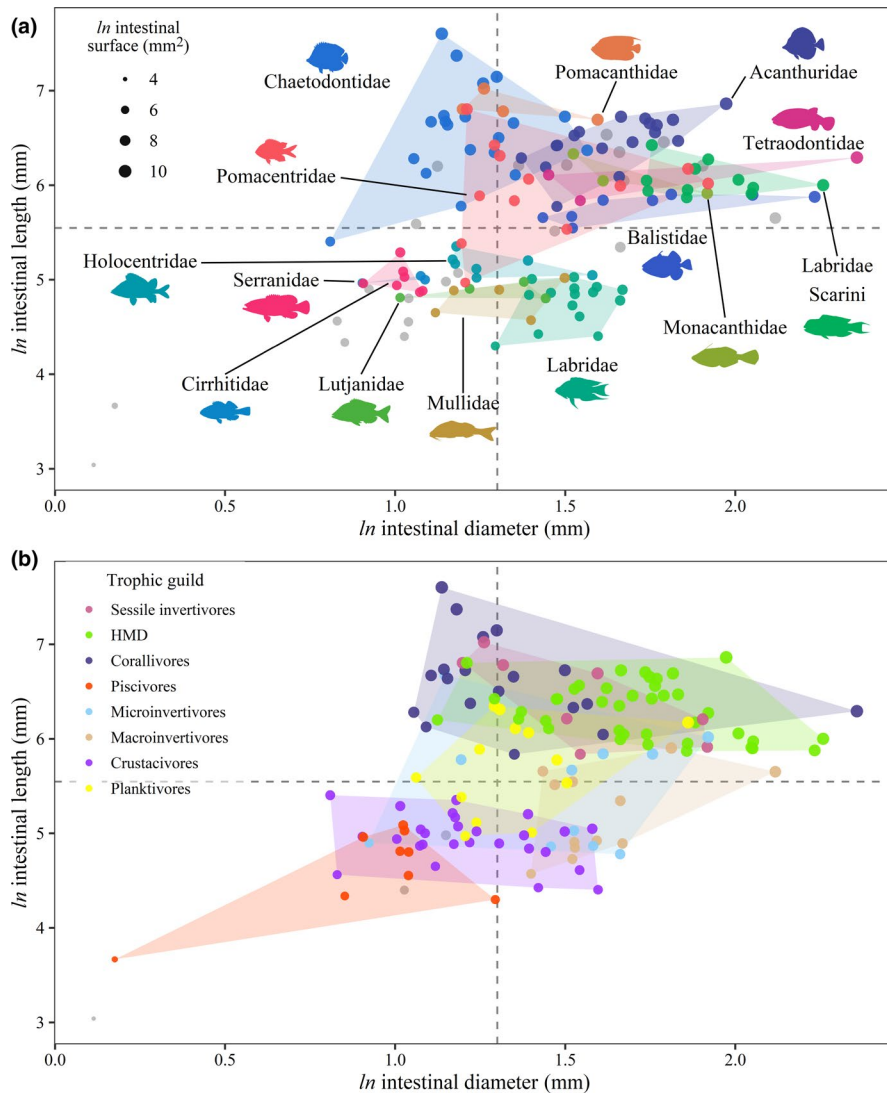 (a)
ln intestinal
surface (mm2)
4
6
8
10
Chaetodontidae
Pomacanthidae
Acanthuridae
Tetraodontidae
Pomacentridae
Holocentridae
Serranidae
Cirrhitidae
Lutjanidae
Mullidae
Labridae
Balistidae
Monacanthidae
Labridae
Scarini
7
6
5
4
3
ln intestinal length (mm)
0.0 0.5 1.0 1.5 2.0
ln intestinal diameter (mm)
(b)
Trophic guild
Sessile invertivores
HMD
Corallivores
Piscivores
Microinvertivores
Macroinvertivores
Crustacivores
Planktivores
7
6
5
4
3
ln intestinal length (mm)
0.0 0.5 1.0 1.5 2.0
ln intestinal diameter (mm)